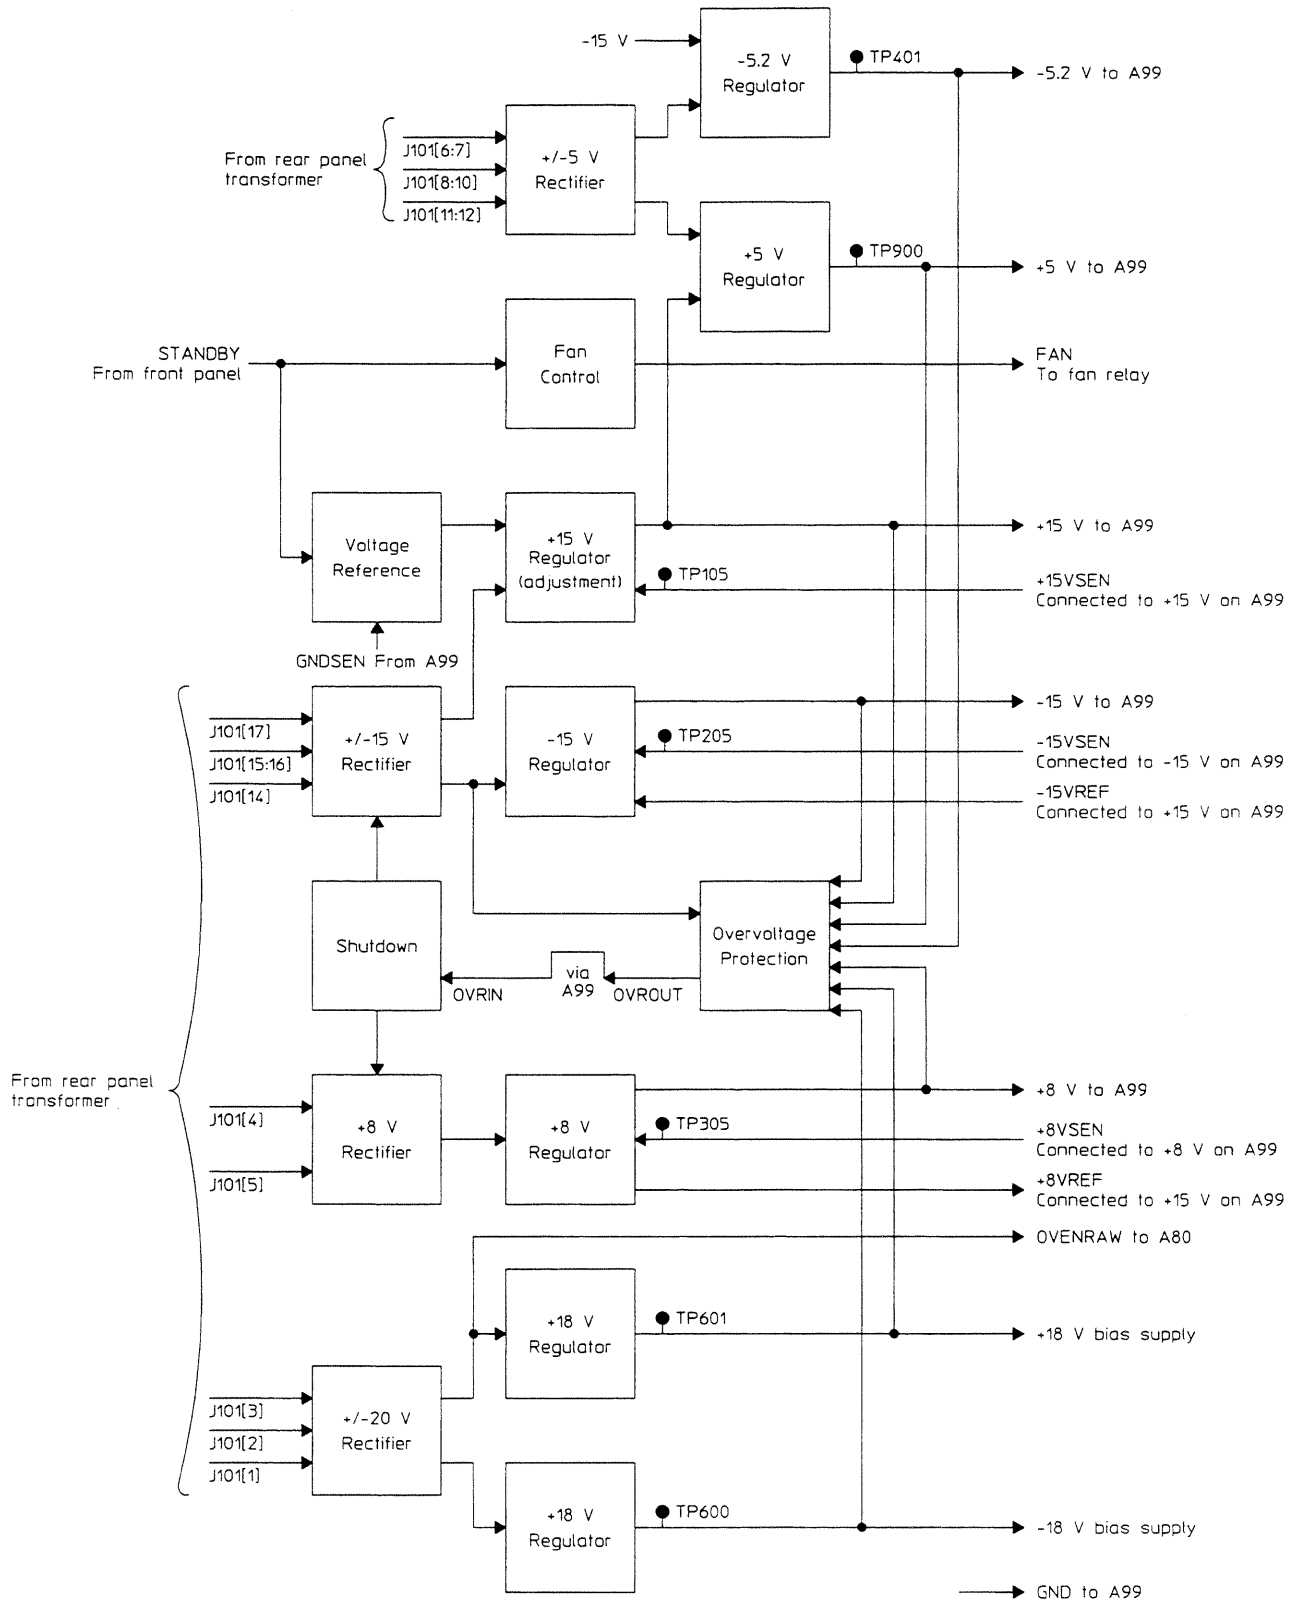 -15 V
-5.2 V
Regulator
TP401
-5.2 V to A99
From rear panel
transformer
J101[6:7]
J101[8:10]
J101[11:12]
+/-5 V
Rectifier
+5 V
Regulator
TP900
+5 V to A99
STANDBY
From front panel
Fan
Control
FAN
To fan relay
Voltage
Reference
+15 V
Regulator
(adjustment)
+15 V to A99
TP105
+15VSEN
Connected to +15 V on A99
GNDSEN From A99
J101[17]
J101[15:16]
J101[14]
+/-15 V
Rectifier
-15 V
Regulator
-15 V to A99
TP205
-15VSEN
Connected to -15 V on A99
-15VREF
Connected to +15 V on A99
Shutdown
OVRIN
via
A99
OVROUT
Overvoltage
Protection
From rear panel
transformer
J101[4]
J101[5]
+8 V
Rectifier
+8 V
Regulator
+8 V to A99
TP305
+8VSEN
Connected to +8 V on A99
+8VREF
Connected to +15 V on A99
OVENRAW to A80
+18 V
Regulator
TP601
+18 V bias supply
J101[3]
J101[2]
J101[1]
+/-20 V
Rectifier
+18 V
Regulator
TP600
-18 V bias supply
GND to A99